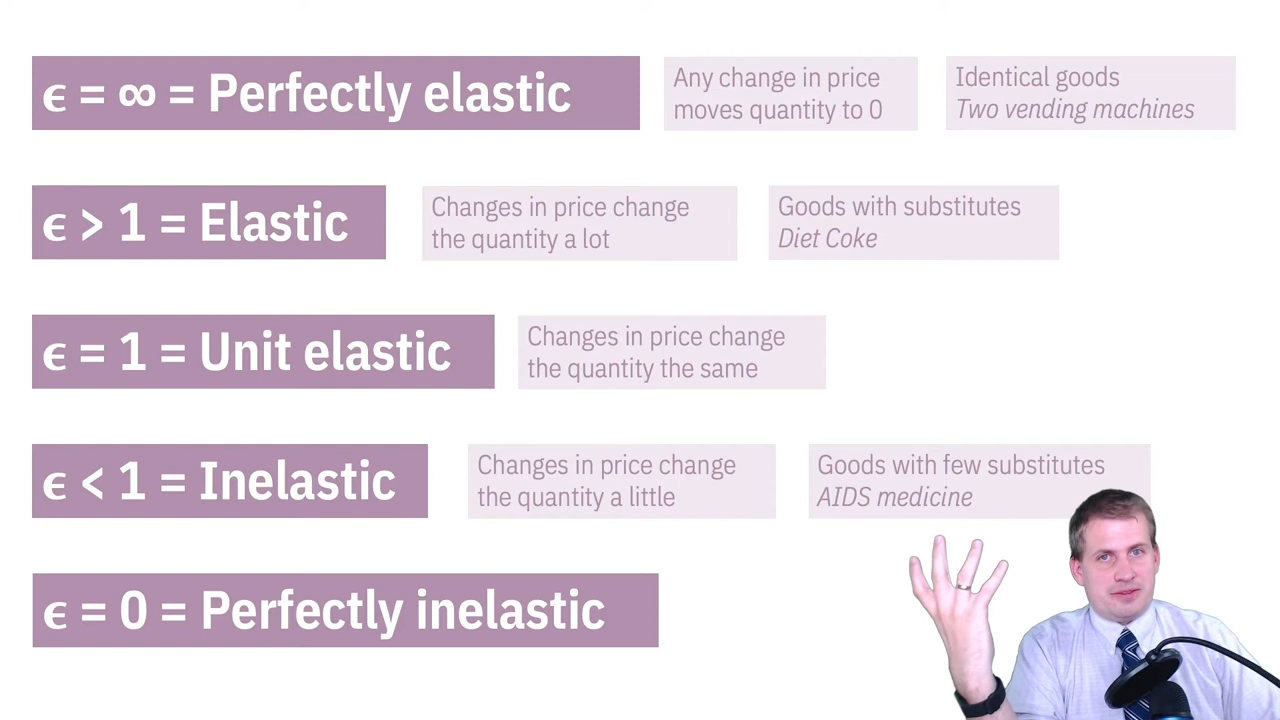 ϵ = ∞ = Perfectly elastic
Any change in price
moves quantity to 0
Identical goods
Two vending machines
ϵ > 1 = Elastic
Changes in price change
the quantity a lot
Goods with substitutes
Diet Coke
ϵ = 1 = Unit elastic
Changes in price change
the quantity the same
ϵ < 1 = Inelastic
Changes in price change
the quantity a little
Goods with few substitutes
AIDS medicine
ϵ = 0 = Perfectly inelastic